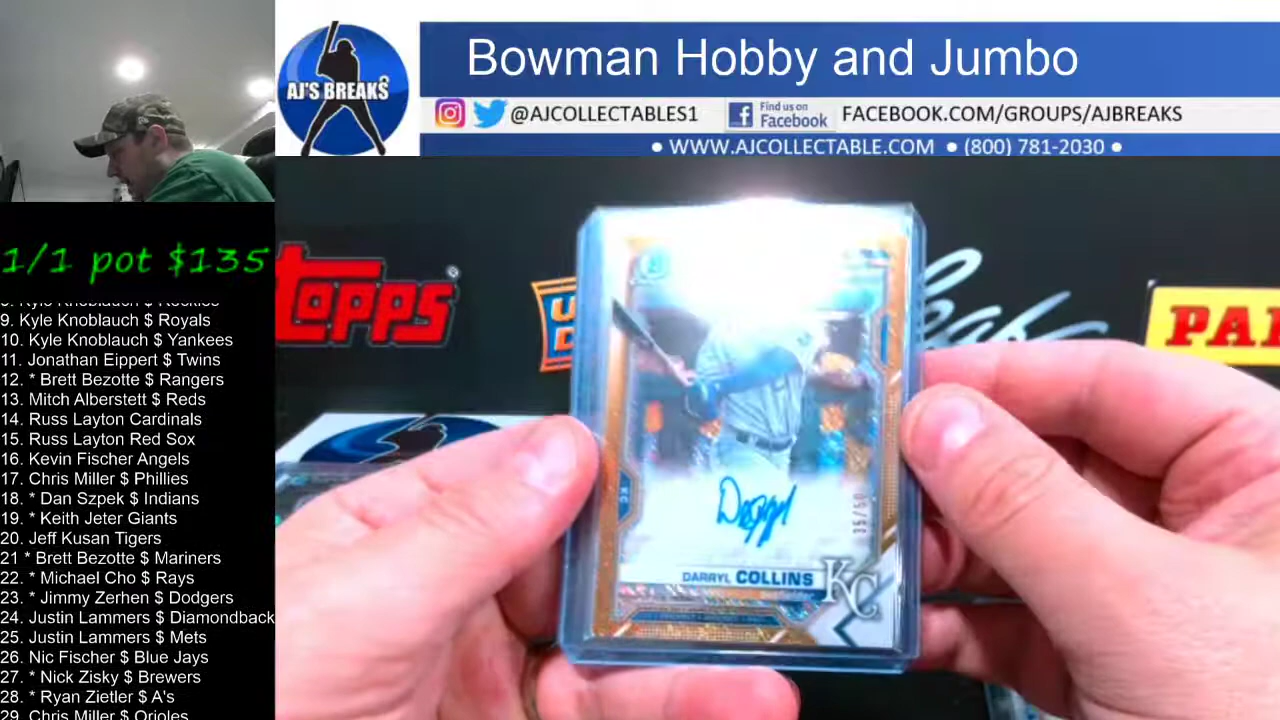 Bowman Hobby and Jumbo
AJ'S BREAKS
@AJCOLLECTABLES1
Find us on
Facebook
FACEBOOK.COM/GROUPS/AJBREAKS
• WWW.AJCOLLECTABLE.COM • (800) 781-2030 •
1/1 pot $135
9. Kyle Knoblauch $ Royals
10. Kyle Knoblauch $ Yankees
11. Jonathan Eippert $ Twins
12. * Brett Bezotte $ Rangers
13. Mitch Alberstett $ Reds
14. Russ Layton Cardinals
15. Russ Layton Red Sox
16. Kevin Fischer Angels
17. Chris Miller $ Phillies
18. * Dan Szpek $ Indians
19. * Keith Jeter Giants
20. Jeff Kusan Tigers
21 * Brett Bezotte $ Mariners
22. * Michael Cho $ Rays
23. * Jimmy Zerhen $ Dodgers
24. Justin Lammers $ Diamondback
25. Justin Lammers $ Mets
26. Nic Fischer $ Blue Jays
27. * Nick Zisky $ Brewers
28. * Ryan Zietler $ A's
29. Chris Miller $ Orioles
Topps
PANI
DARRYL COLLINS
KC